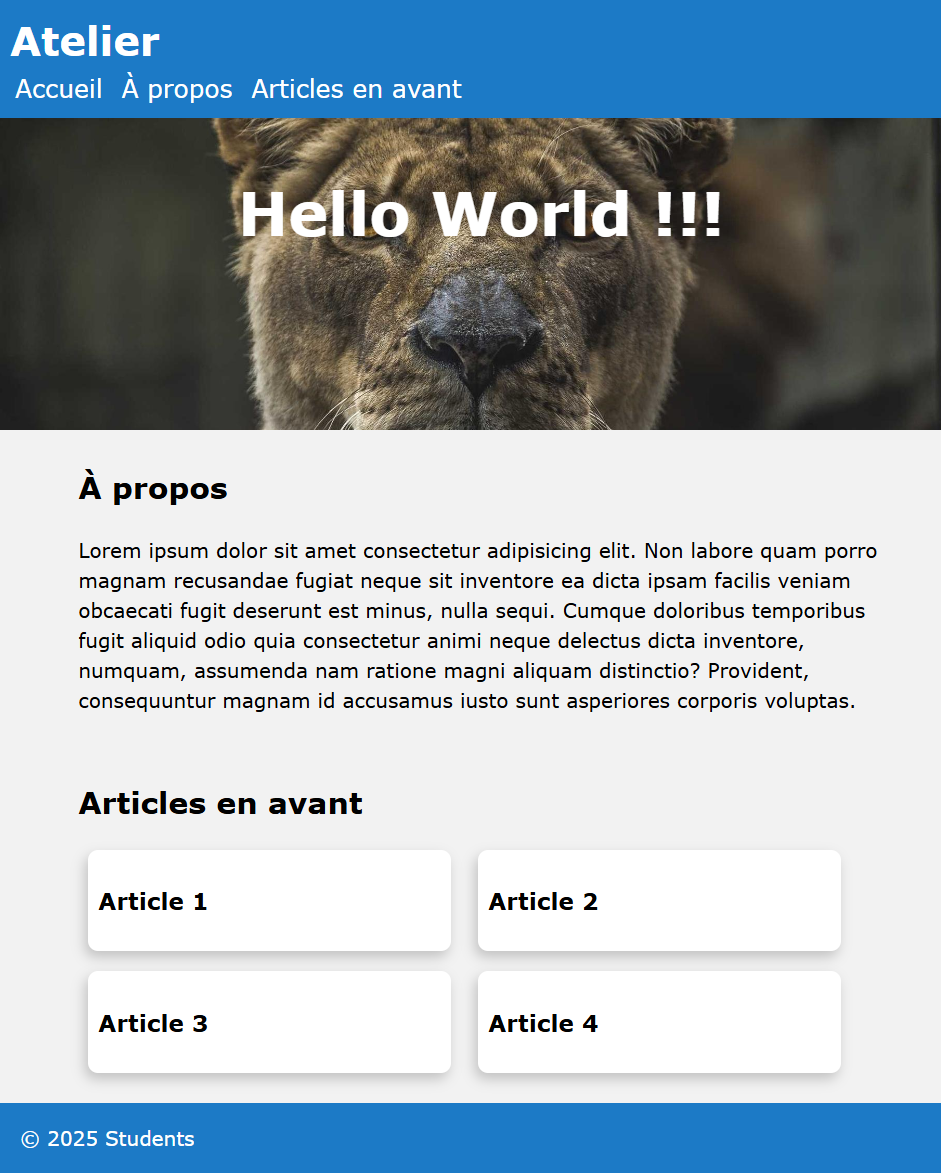 Atelier
Accueil À propos Articles en avant
Hello World !!!
À propos
Lorem ipsum dolor sit amet consectetur adipisicing elit. Non labore quam porro
magnam recusandae fugiat neque sit inventore ea dicta ipsam facilis veniam
obcaecati fugit deserunt est minus, nulla sequi. Cumque doloribus temporibus
fugit aliquid odio quia consectetur animi neque delectus dicta inventore,
numquam, assumenda nam ratione magni aliquam distinctio? Provident,
consequuntur magnam id accusamus iusto sunt asperiores corporis voluptas.
Articles en avant
Article 1 Article 2
Article 3 Article 4
© 2025 Students